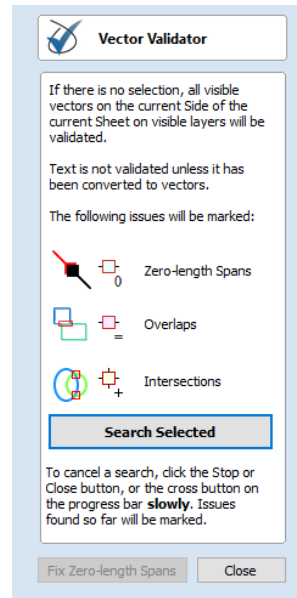 Vector Validator
If there is no selection, all visible
vectors on the current Side of the
current Sheet on visible layers will be
validated.
Text is not validated unless it has
been converted to vectors.
The following issues will be marked:
0 Zero-length Spans
= Overlaps
+ Intersections
Search Selected
To cancel a search, click the Stop or
Close button, or the cross button on
the progress bar slowly. Issues
found so far will be marked.
Fix Zero-length Spans Close